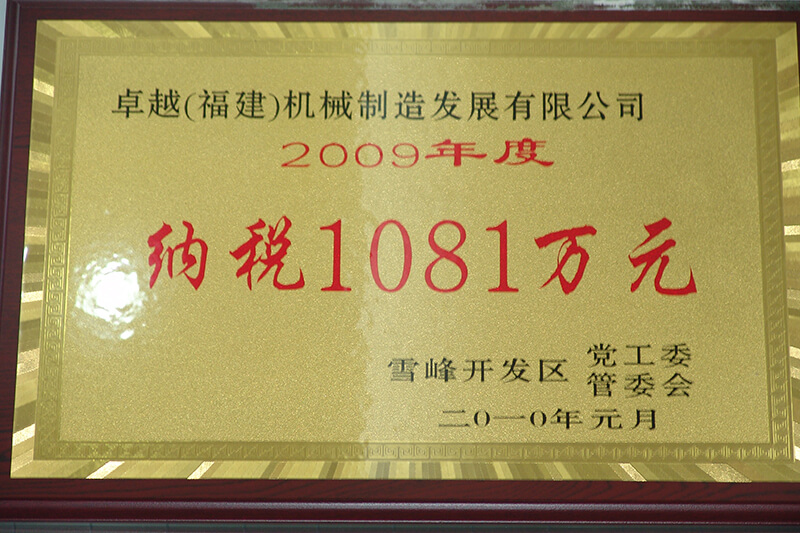 卓越(福建)机械制造发展有限公司
2009年度
纳税1081万元
雪峰开发区 党工委
管委会
二〇一〇年元月